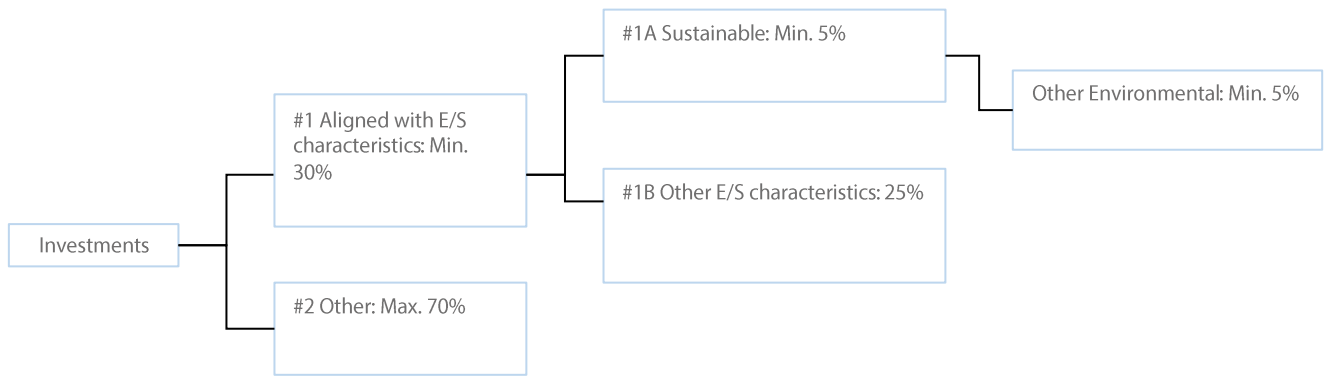 #1A Sustainable: Min. 5%
Other Environmental: Min. 5%
#1 Aligned with E/S
characteristics: Min.
30%
#1B Other E/S characteristics: 25%
Investments
#2 Other: Max. 70%